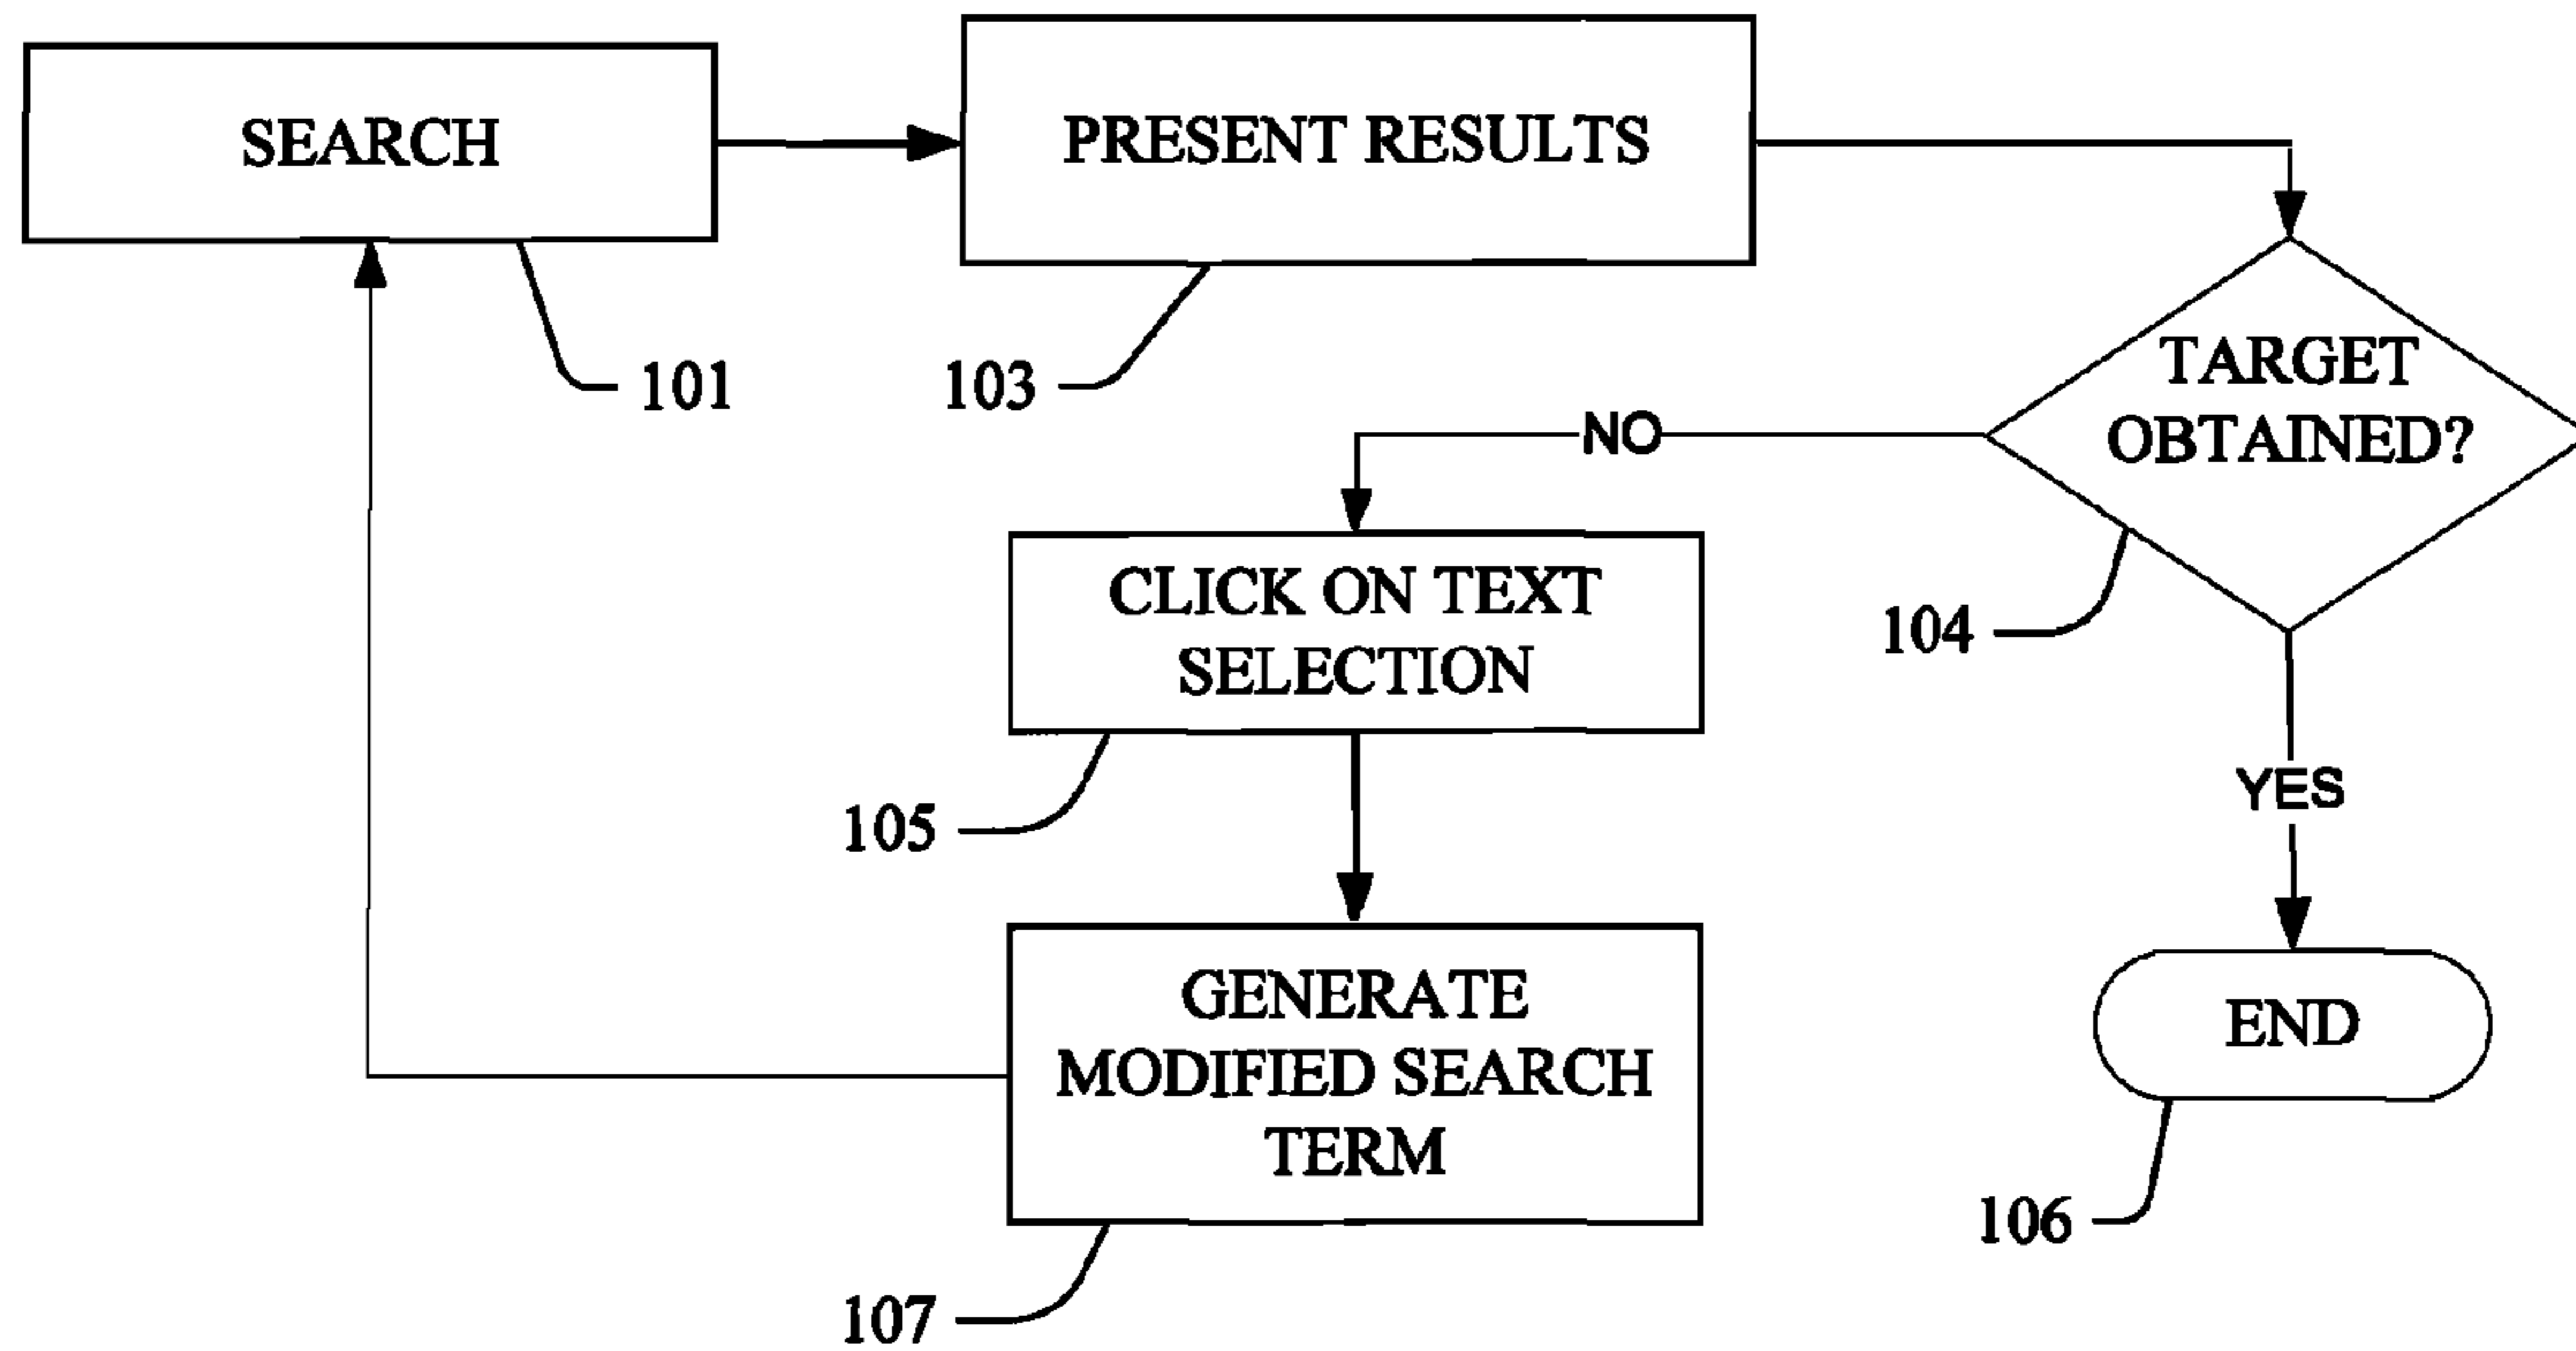 SEARCH
PRESENT RESULTS
101
103
TARGET
OBTAINED?
NO
104
CLICK ON TEXT
SELECTION
105
YES
GENERATE
MODIFIED SEARCH
TERM
107
END
106